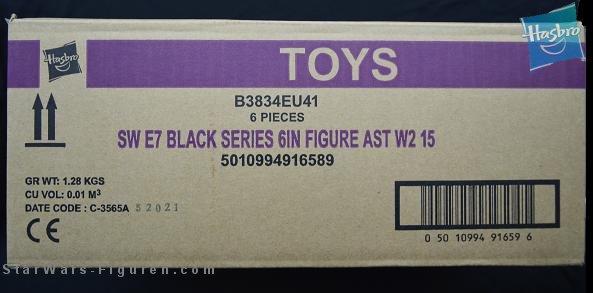 Hasbro
Hasbro
TOYS
B3834EU41
6 PIECES
SW E7 BLACK SERIES 6IN FIGURE AST W2 15
5010994916589
GR WT: 1.28 KGS
CU VOL: 0.01 M³
DATE CODE : C-3565A 52021
CE
0 50 10994 91659 6
StarWars-Figuren.com